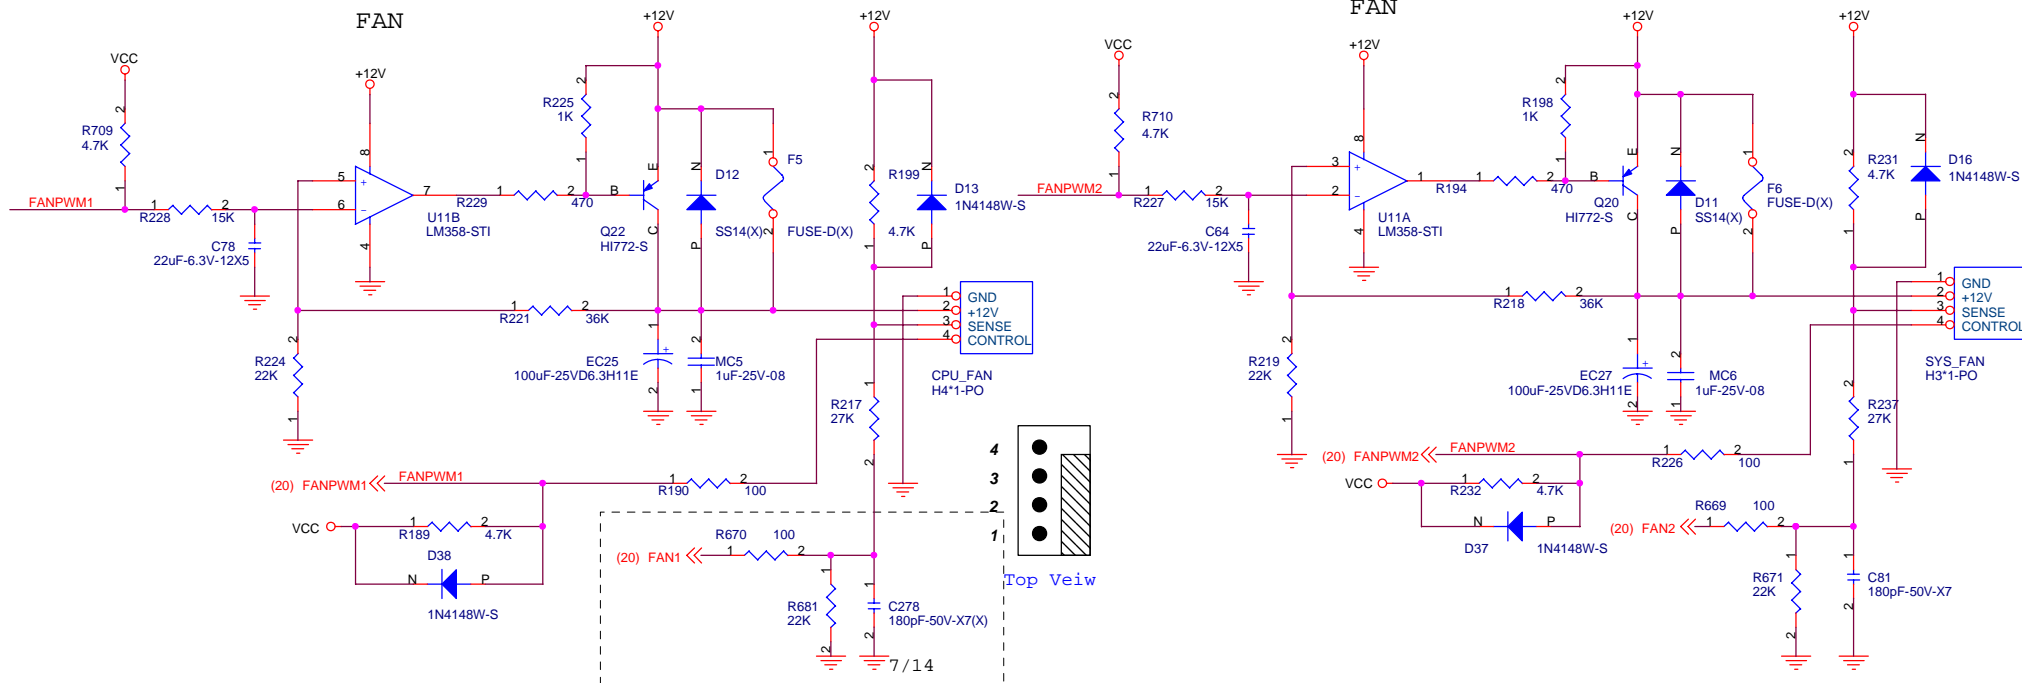 FAN
+12V
+12V
VCC
+12V
R709
4.7K
FANPWM1
R228
15K
C78
22uF-6.3V-12X5
U11B
LM358-STI
R229
470
R225
1K
Q22
HI772-S
D12
SS14(X)
F5
FUSE-D(X)
R199
4.7K
D13
1N4148W-S
R221
36K
R224
22K
EC25
100uF-25VD6.3H11E
MC5
1uF-25V-08
GND
+12V
SENSE
CONTROL
CPU_FAN
H4*1-PO
R217
27K
(20) FANPWM1
FANPWM1
R190
100
VCC
R189
4.7K
D38
1N4148W-S
(20) FAN1
R670
100
R681
22K
C278
180pF-50V-X7(X)
7/14
4
3
2
1
Top Veiw
FAN
+12V
+12V
VCC
+12V
R710
4.7K
FANPWM2
R227
15K
C64
22uF-6.3V-12X5
U11A
LM358-STI
R194
470
R198
1K
Q20
HI772-S
D11
SS14(X)
F6
FUSE-D(X)
R231
4.7K
D16
1N4148W-S
R218
36K
R219
22K
EC27
100uF-25VD6.3H11E
MC6
1uF-25V-08
GND
+12V
SENSE
CONTROL
SYS_FAN
H3*1-PO
R237
27K
(20) FANPWM2
FANPWM2
R226
100
VCC
R232
4.7K
D37
1N4148W-S
(20) FAN2
R669
100
R671
22K
C81
180pF-50V-X7